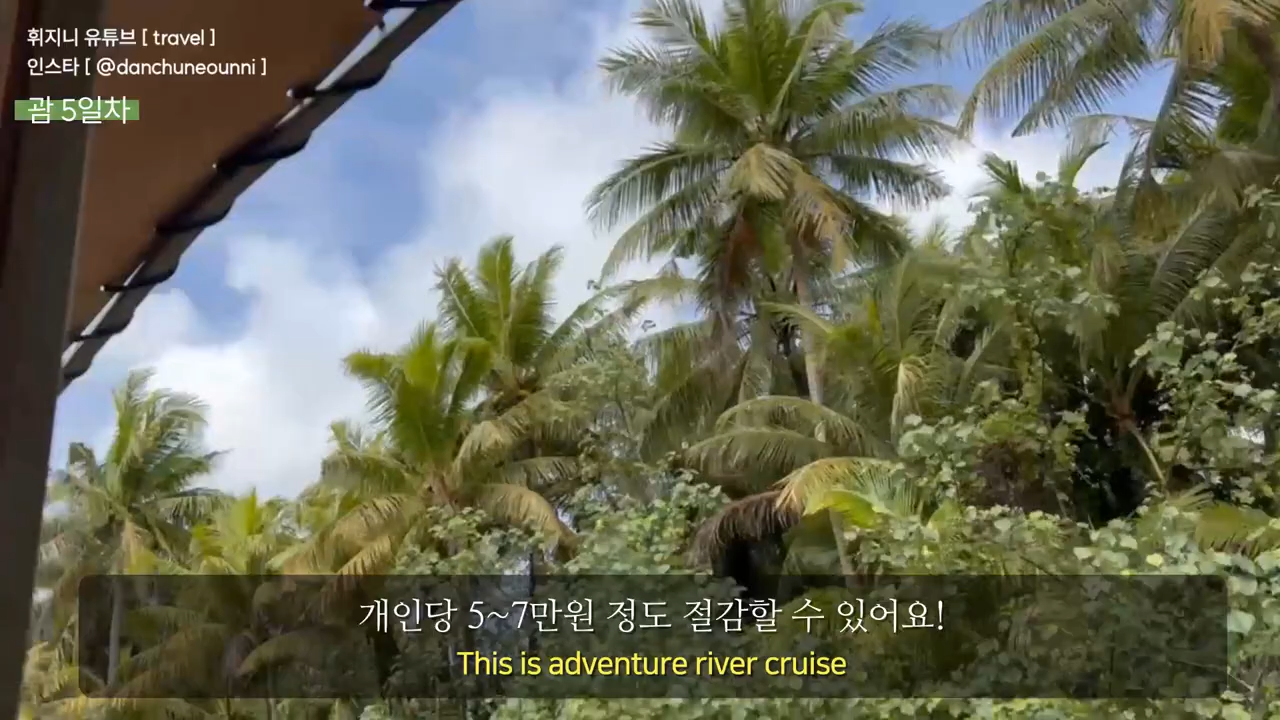 휘지니 유튜브 [ travel ]
인스타 [ @danchuneounni ]
괌 5일차
개인당 5~7만원 정도 절감할 수 있어요!
This is adventure river cruise